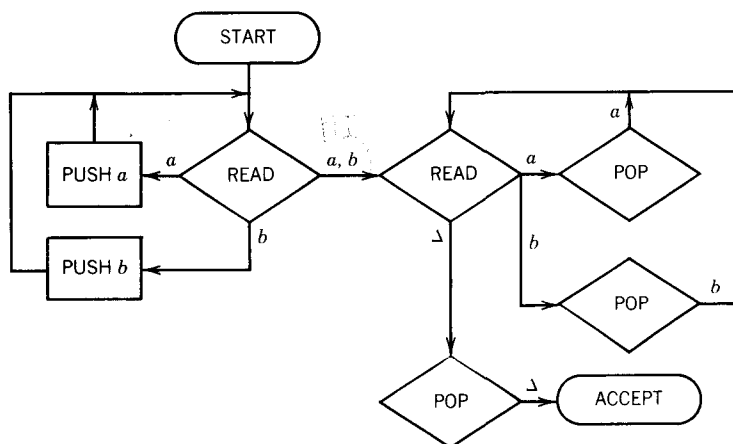 START
a
PUSH a
a
READ
a, b
READ
a
POP
b
PUSH b
Δ
b
POP
b
POP
Δ
ACCEPT